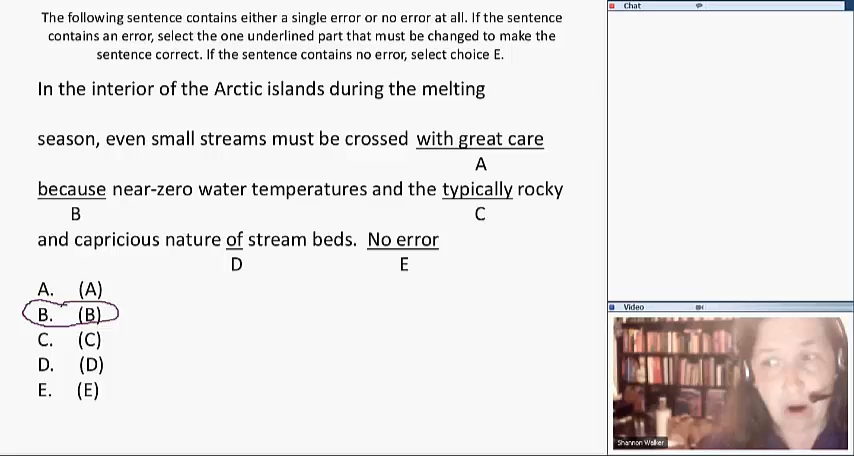 The following sentence contains either a single error or no error at all. If the sentence
contains an error, select the one underlined part that must be changed to make the
sentence correct. If the sentence contains no error, select choice E.
In the interior of the Arctic islands during the melting
season, even small streams must be crossed with great care
A
because near-zero water temperatures and the typically rocky
B C
and capricious nature of stream beds. No error
D E
A. (A)
B. (B)
C. (C)
D. (D)
E. (E)
Chat
Video
Shannon Walker